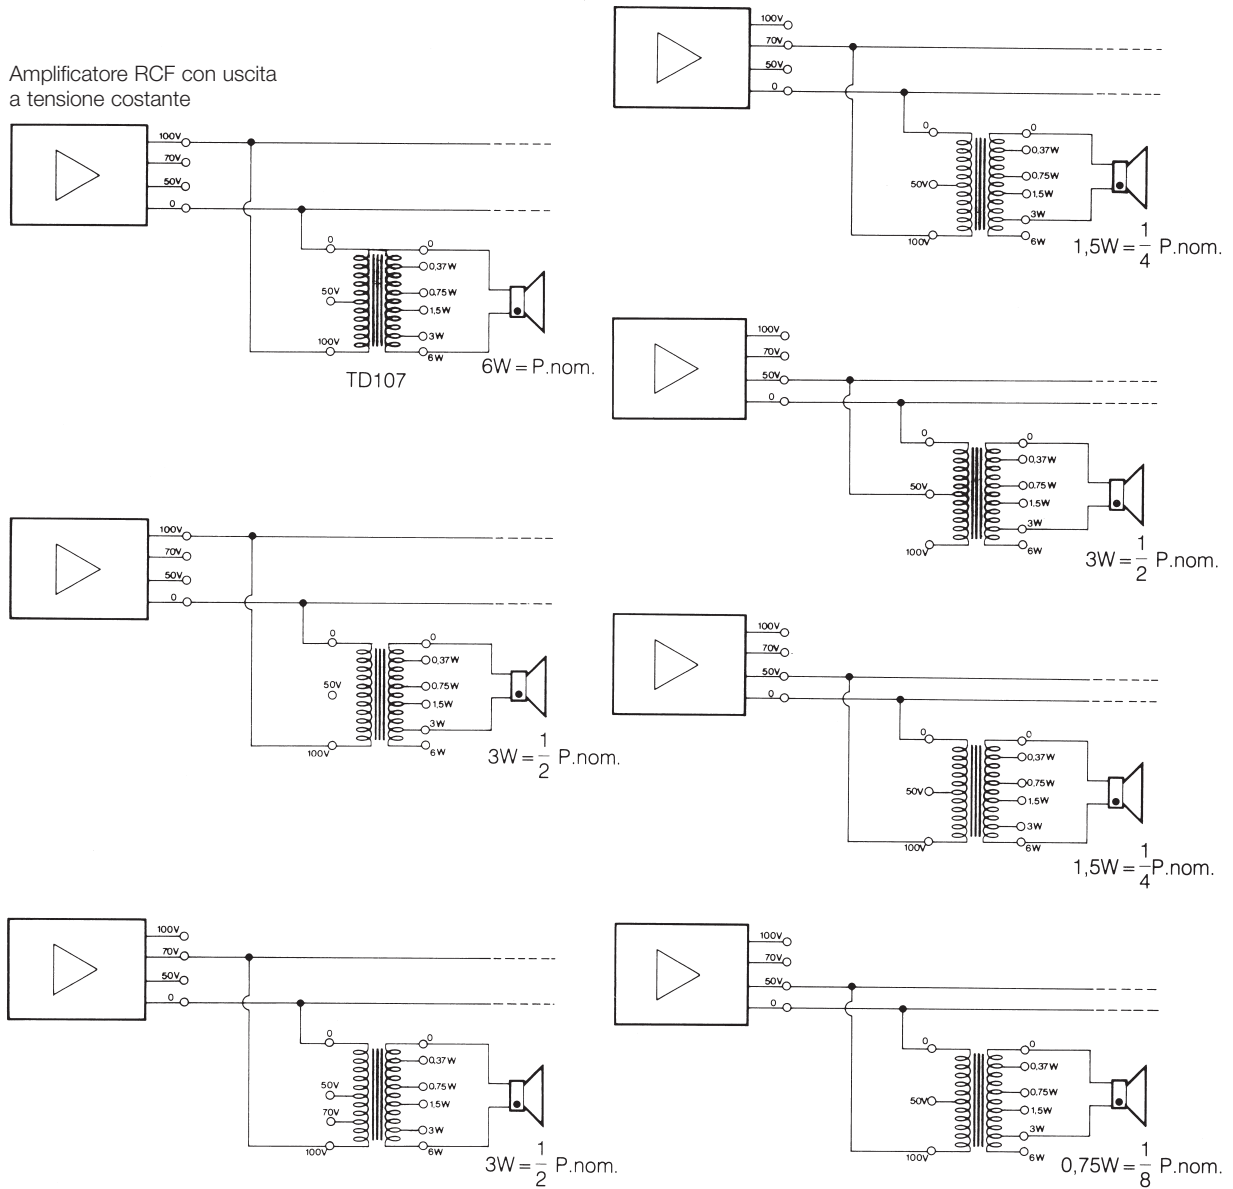 Amplificatore RCF con uscita
a tensione costante
100V
70V
50V
0
0
50V
100V
0
0,37W
0.75W
1,5W
3W
6W
TD107
6W = P.nom.
100V
70V
50V
0
0
50V
100V
0
0,37W
0.75W
1,5W
3W
6W
3W = 1/2 P.nom.
100V
70V
50V
0
0
50V
70V
100V
0
0,37W
0.75W
1,5W
3W
6W
3W = 1/2 P.nom.
100V
70V
50V
0
0
50V
100V
0
0,37W
0.75W
1,5W
3W
6W
1,5W = 1/4 P.nom.
100V
70V
50V
0
0
50V
100V
0
0,37W
0.75W
1,5W
3W
6W
3W = 1/2 P.nom.
100V
70V
50V
0
0
50V
100V
0
0,37W
0,75W
1,5W
3W
6W
1,5W = 1/4 P.nom.
100V
70V
50V
0
0
50V
100V
0
0,37W
0.75W
1,5W
3W
6W
0,75W = 1/8 P.nom.